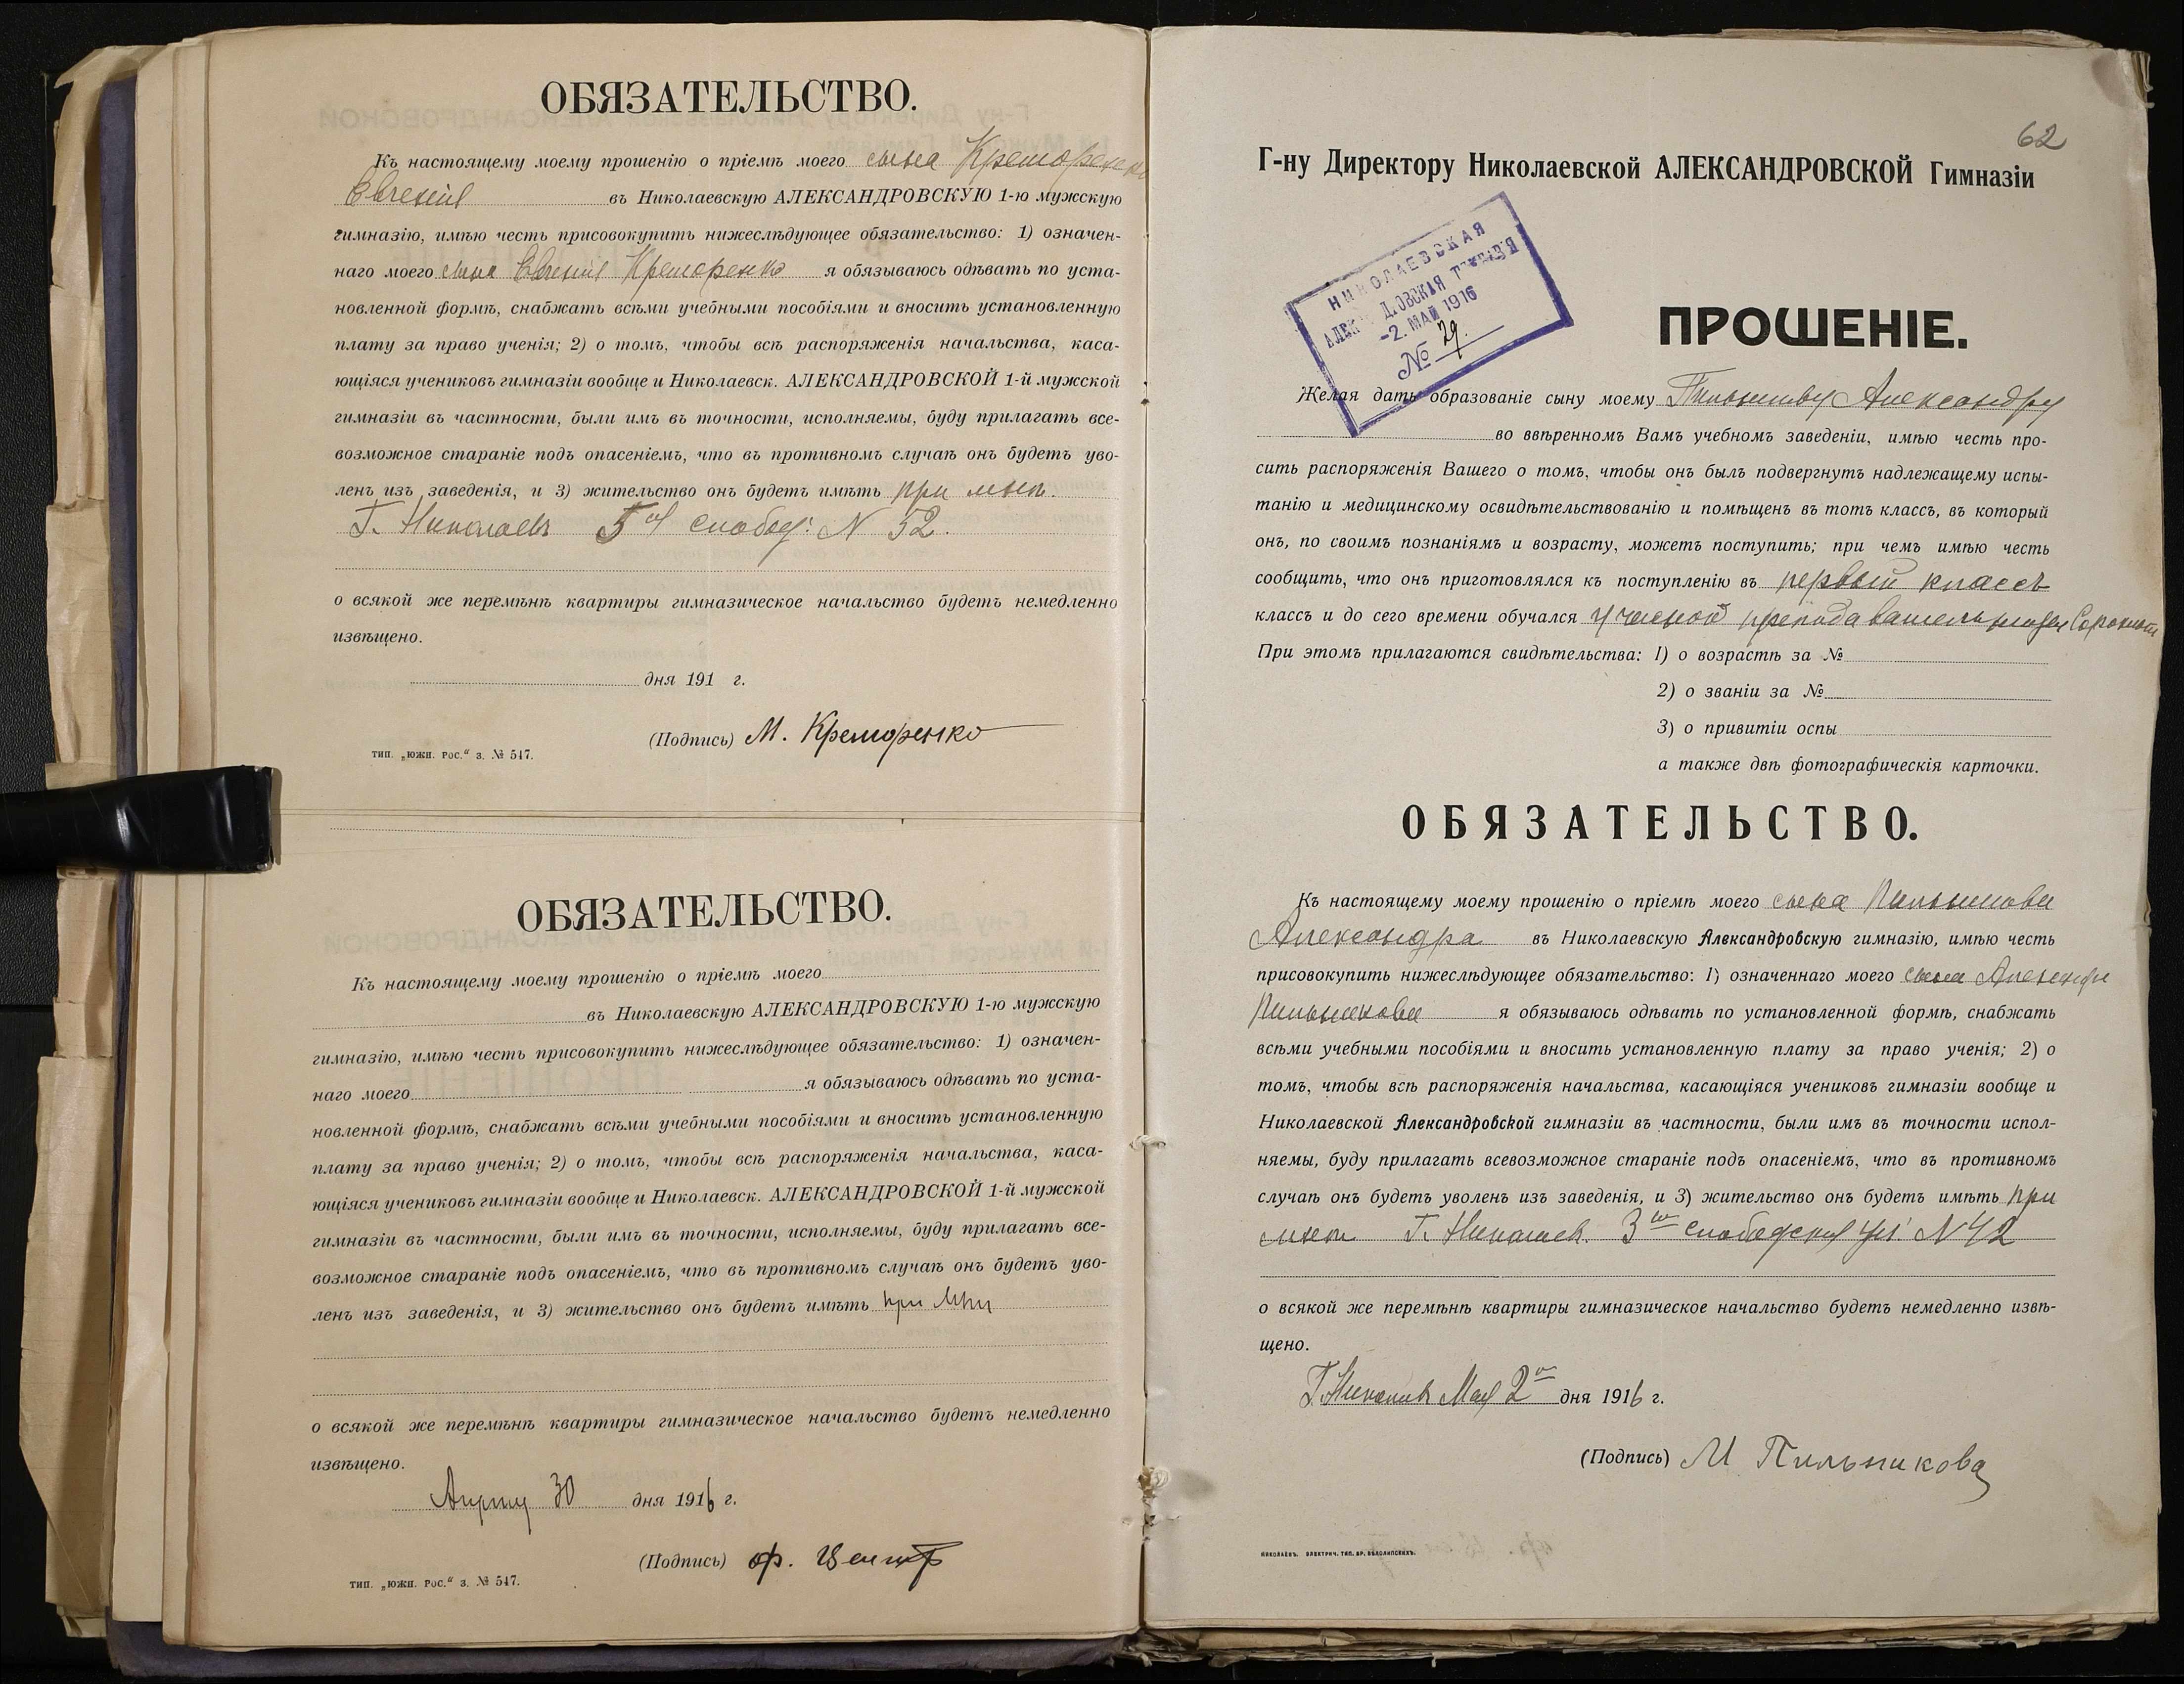 ОБЯЗАТЕЛЬСТВО.
Къ настоящему моему прошенію о пріемѣ моего сына Креморенко
Евгенія въ Николаевскую АЛЕКСАНДРОВСКУЮ 1-ю мужскую
гимназію, имѣю честь присовокупить нижеслѣдующее обязательство: 1) означен-
наго моего сына Евгенія Креморенко я обязываюсь одѣвать по уста-
новленной формѣ, снабжать всѣми учебными пособіями и вносить установленную
плату за право ученія; 2) о томъ, чтобы всѣ распоряженія начальства, каса-
ющіяся учениковъ гимназіи вообще и Николаевск. АЛЕКСАНДРОВСКОЙ 1-й мужской
гимназіи въ частности, были имъ въ точности, исполняемы, буду прилагать все-
возможное стараніе подъ опасеніемъ, что въ противномъ случаѣ онъ будетъ уво-
ленъ изъ заведенія, и 3) жительство онъ будетъ имѣть при мнѣ.
Г. Николаевъ 5ая слобод: N 52.
о всякой же перемѣнѣ квартиры гимназическое начальство будетъ немедленно
извѣщено.
дня 191 г.
(Подпись) М. Креморенко
тип. „южн. Рос.“ з. № 547.
ОБЯЗАТЕЛЬСТВО.
Къ настоящему моему прошенію о пріемѣ моего
въ Николаевскую АЛЕКСАНДРОВСКУЮ 1-ю мужскую
гимназію, имѣю честь присовокупить нижеслѣдующее обязательство: 1) означен-
наго моего я обязываюсь одѣвать по уста-
новленной формѣ, снабжать всѣми учебными пособіями и вносить установленную
плату за право ученія; 2) о томъ, чтобы всѣ распоряженія начальства, каса-
ющіяся учениковъ гимназіи вообще и Николаевск. АЛЕКСАНДРОВСКОЙ 1-й мужской
гимназіи въ частности, были имъ въ точности, исполняемы, буду прилагать все-
возможное стараніе подъ опасеніемъ, что въ противномъ случаѣ онъ будетъ уво-
ленъ изъ заведенія, и 3) жительство онъ будетъ имѣть при мнѣ
о всякой же перемѣнѣ квартиры гимназическое начальство будетъ немедленно
извѣщено.
Апрѣля 30 дня 1916 г.
(Подпись)
тип. „южн. Рос.“ з. № 547.
62
Г-ну Директору Николаевской АЛЕКСАНДРОВСКОЙ Гимназіи
НИКОЛАЕВСКАЯ
АЛЕК ДРОВСКАЯ ГИМНАЗІЯ
-2. МАЙ 1916
№ 29.
ПРОШЕНІЕ.
Желая дать образованіе сыну моему Пильникову Александру
во ввѣренномъ Вамъ учебномъ заведеніи, имѣю честь про-
сить распоряженія Вашего о томъ, чтобы онъ былъ подвергнутъ надлежащему испы-
танію и медицинскому освидѣтельствованію и помѣщенъ въ тотъ классъ, въ который
онъ, по своимъ познаніямъ и возрасту, можетъ поступить; при чемъ имѣю честь
сообщить, что онъ приготовлялся къ поступленію въ первый классъ
классъ и до сего времени обучался у частной преподавательницы
При этомъ прилагаются свидѣтельства: 1) о возрастѣ за №
2) о званіи за №
3) о привитіи оспы
а также двѣ фотографическія карточки.
ОБЯЗАТЕЛЬСТВО.
Къ настоящему моему прошенію о пріемѣ моего сына Пильникова
Александра въ Николаевскую Александровскую гимназію, имѣю честь
присовокупить нижеслѣдующее обязательство: 1) означеннаго моего сына Александра
Пильникова я обязываюсь одѣвать по установленной формѣ, снабжать
всѣми учебными пособіями и вносить установленную плату за право ученія; 2) о
томъ, чтобы всѣ распоряженія начальства, касающіяся учениковъ гимназіи вообще и
Николаевской Александровской гимназіи въ частности, были имъ въ точности испол-
няемы, буду прилагать всевозможное стараніе подъ опасеніемъ, что въ противномъ
случаѣ онъ будетъ уволенъ изъ заведенія, и 3) жительство онъ будетъ имѣть при
мнѣ Г. Николаев. 3ья слободская ул. N 42
о всякой же перемѣнѣ квартиры гимназическое начальство будетъ немедленно извѣ-
щено.
Г. Николаев Мая 2го дня 1916 г.
(Подпись) М Пильникова
НИКОЛАЕВЪ. ЭЛЕКТРИЧ. ТИП. БР. БѢЛОЛИПСКИХЪ.